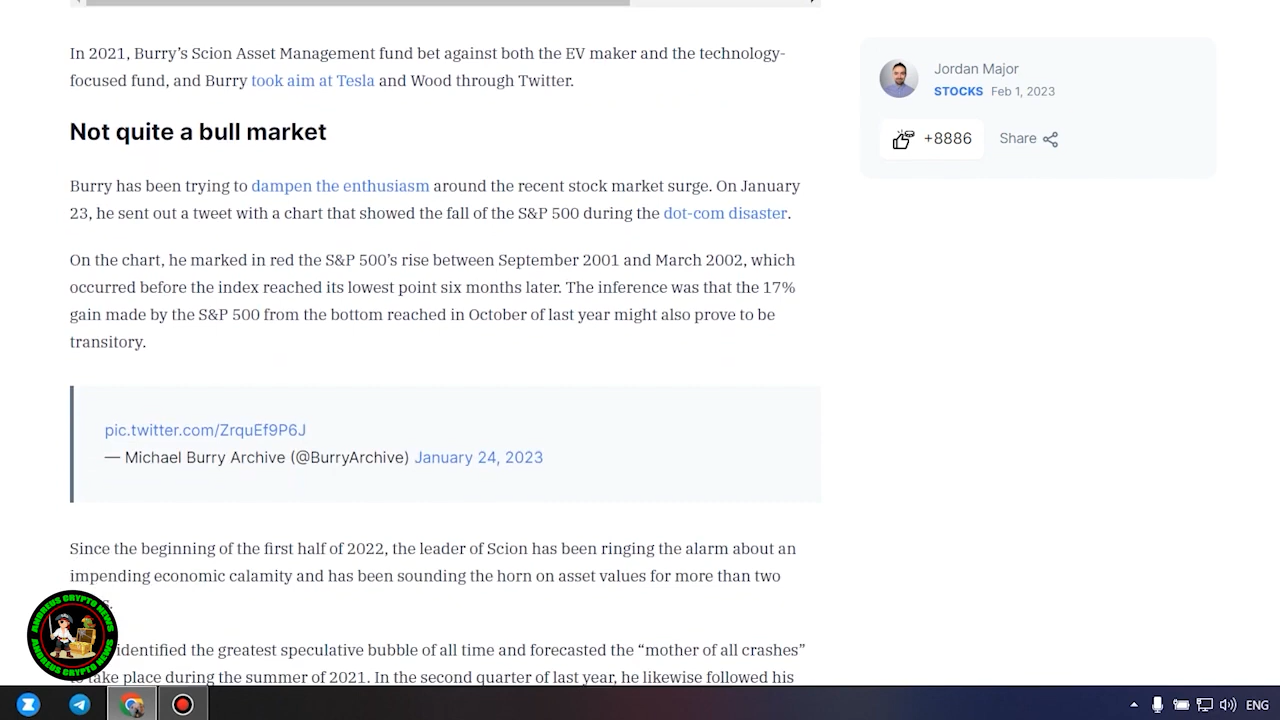 In 2021, Burry’s Scion Asset Management fund bet against both the EV maker and the technology-
focused fund, and Burry took aim at Tesla and Wood through Twitter.
Not quite a bull market
Burry has been trying to dampen the enthusiasm around the recent stock market surge. On January
23, he sent out a tweet with a chart that showed the fall of the S&P 500 during the dot-com disaster.
On the chart, he marked in red the S&P 500’s rise between September 2001 and March 2002, which
occurred before the index reached its lowest point six months later. The inference was that the 17%
gain made by the S&P 500 from the bottom reached in October of last year might also prove to be
transitory.
pic.twitter.com/ZrquEf9P6J
— Michael Burry Archive (@BurryArchive) January 24, 2023
Since the beginning of the first half of 2022, the leader of Scion has been ringing the alarm about an
impending economic calamity and has been sounding the horn on asset values for more than two
identified the greatest speculative bubble of all time and forecasted the “mother of all crashes”
take place during the summer of 2021. In the second quarter of last year, he likewise followed his
Jordan Major
STOCKS Feb 1, 2023
+8886 Share
ANDREUS CRYPTO NEWS
ANDREUS CRYPTO NEWS
ENG